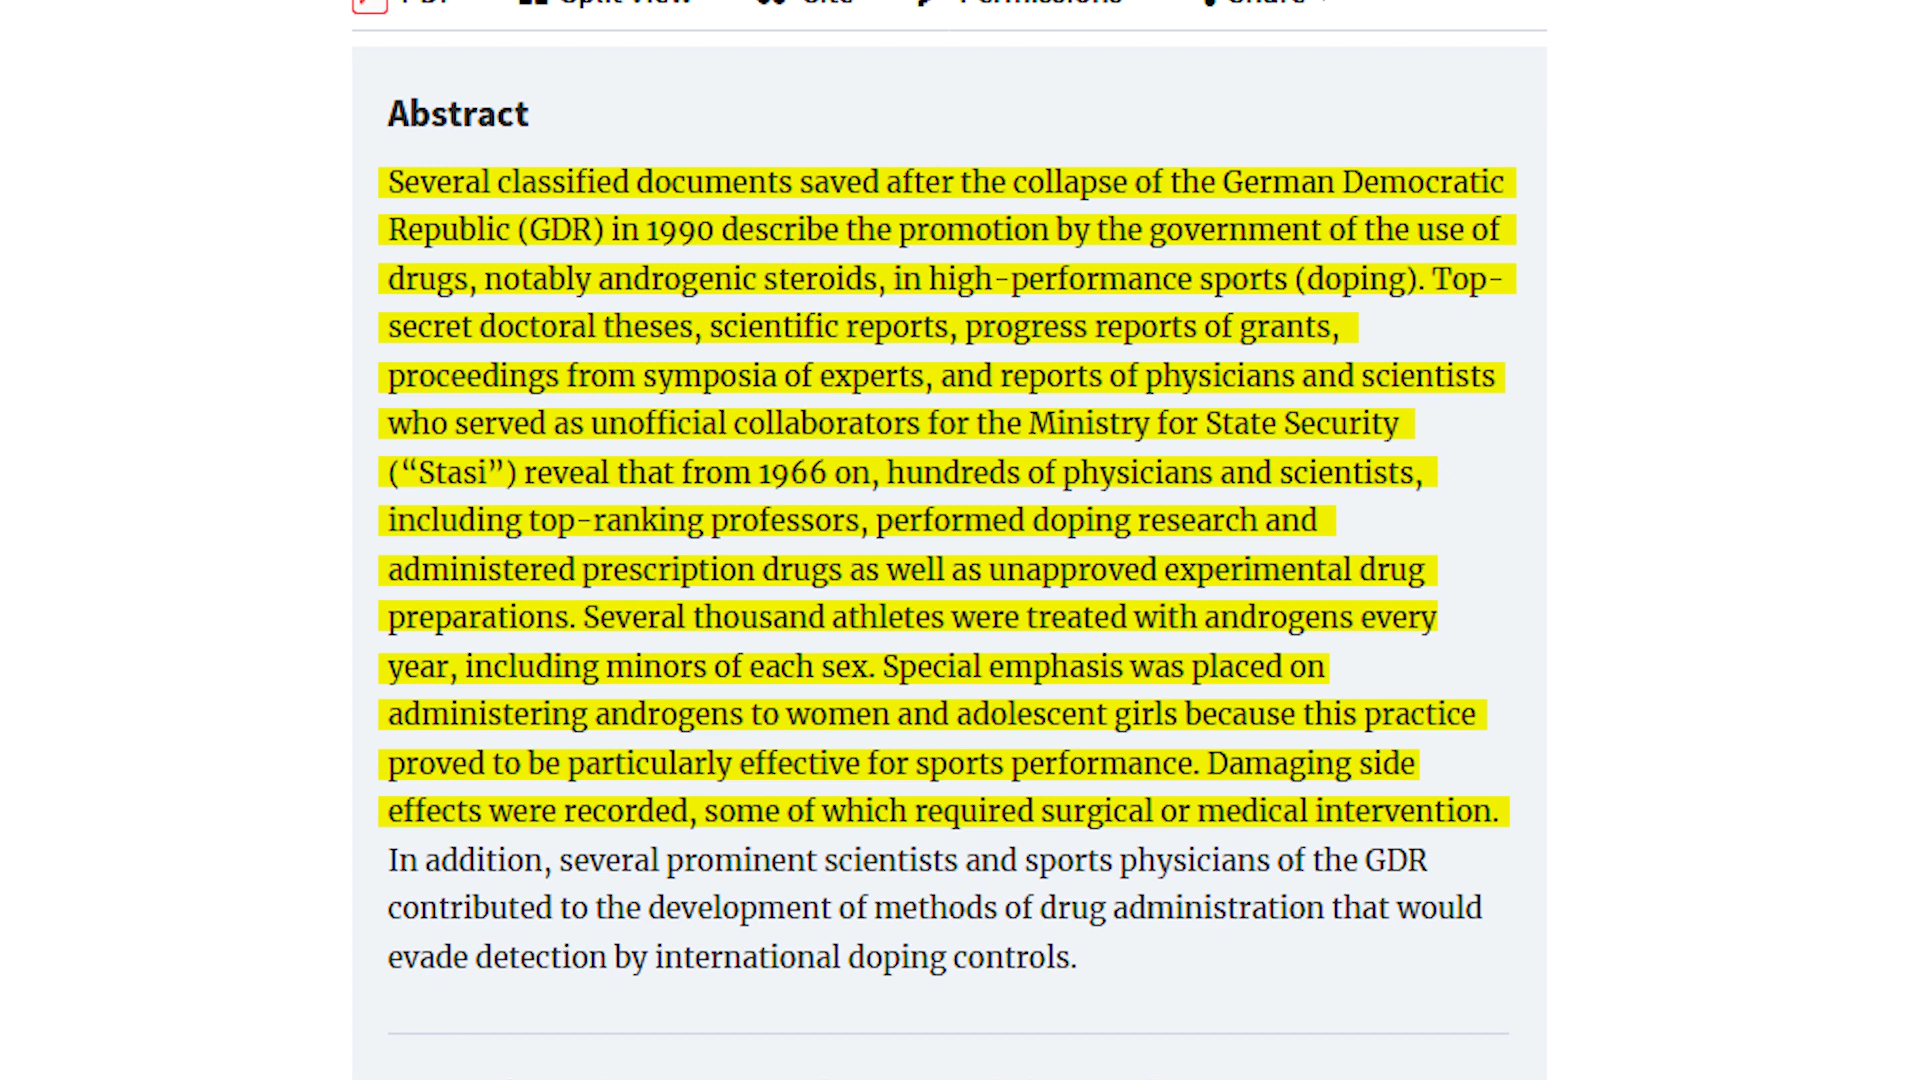 Abstract
Several classified documents saved after the collapse of the German Democratic
Republic (GDR) in 1990 describe the promotion by the government of the use of
drugs, notably androgenic steroids, in high-performance sports (doping). Top-
secret doctoral theses, scientific reports, progress reports of grants,
proceedings from symposia of experts, and reports of physicians and scientists
who served as unofficial collaborators for the Ministry for State Security
(“Stasi”) reveal that from 1966 on, hundreds of physicians and scientists,
including top-ranking professors, performed doping research and
administered prescription drugs as well as unapproved experimental drug
preparations. Several thousand athletes were treated with androgens every
year, including minors of each sex. Special emphasis was placed on
administering androgens to women and adolescent girls because this practice
proved to be particularly effective for sports performance. Damaging side
effects were recorded, some of which required surgical or medical intervention.
In addition, several prominent scientists and sports physicians of the GDR
contributed to the development of methods of drug administration that would
evade detection by international doping controls.